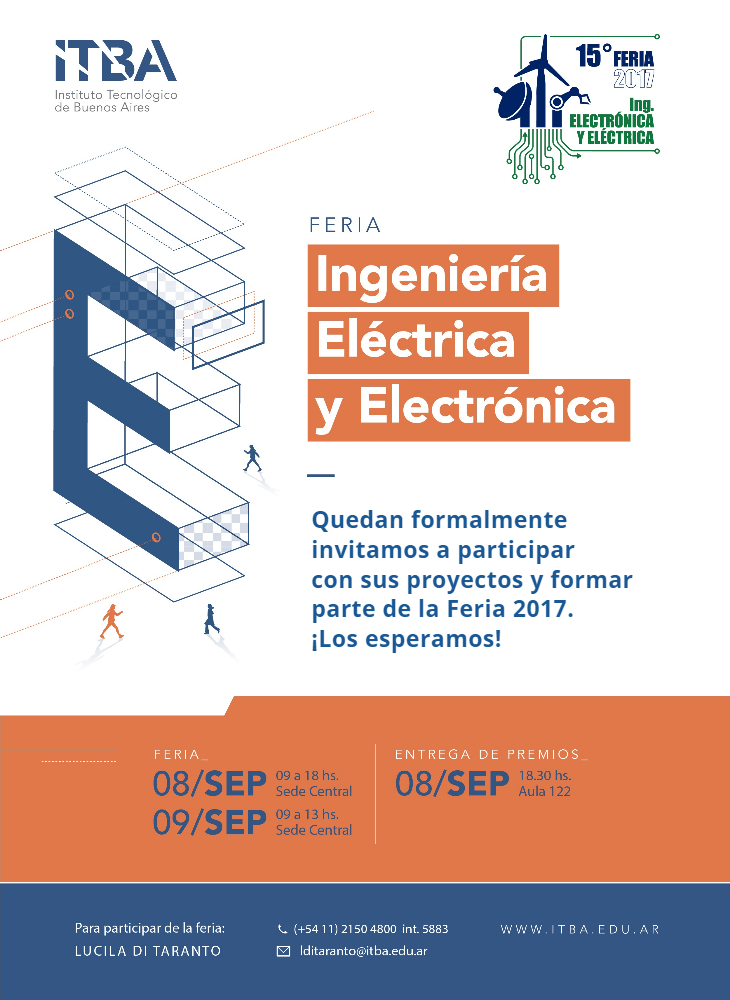 ITBA
Instituto Tecnológico
de Buenos Aires
15° FERIA
2017
Ing.
ELECTRÓNICA
Y ELÉCTRICA
FERIA
Ingeniería
Eléctrica
y Electrónica
Quedan formalmente
invitamos a participar
con sus proyectos y formar
parte de la Feria 2017.
¡Los esperamos!
FERIA_
08/SEP 09 a 18 hs.
Sede Central
09/SEP 09 a 13 hs.
Sede Central
ENTREGA DE PREMIOS_
08/SEP 18.30 hs.
Aula 122
Para participar de la feria:
LUCILA DI TARANTO
(+54 11) 2150 4800 int. 5883
lditaranto@itba.edu.ar
WWW.ITBA.EDU.AR